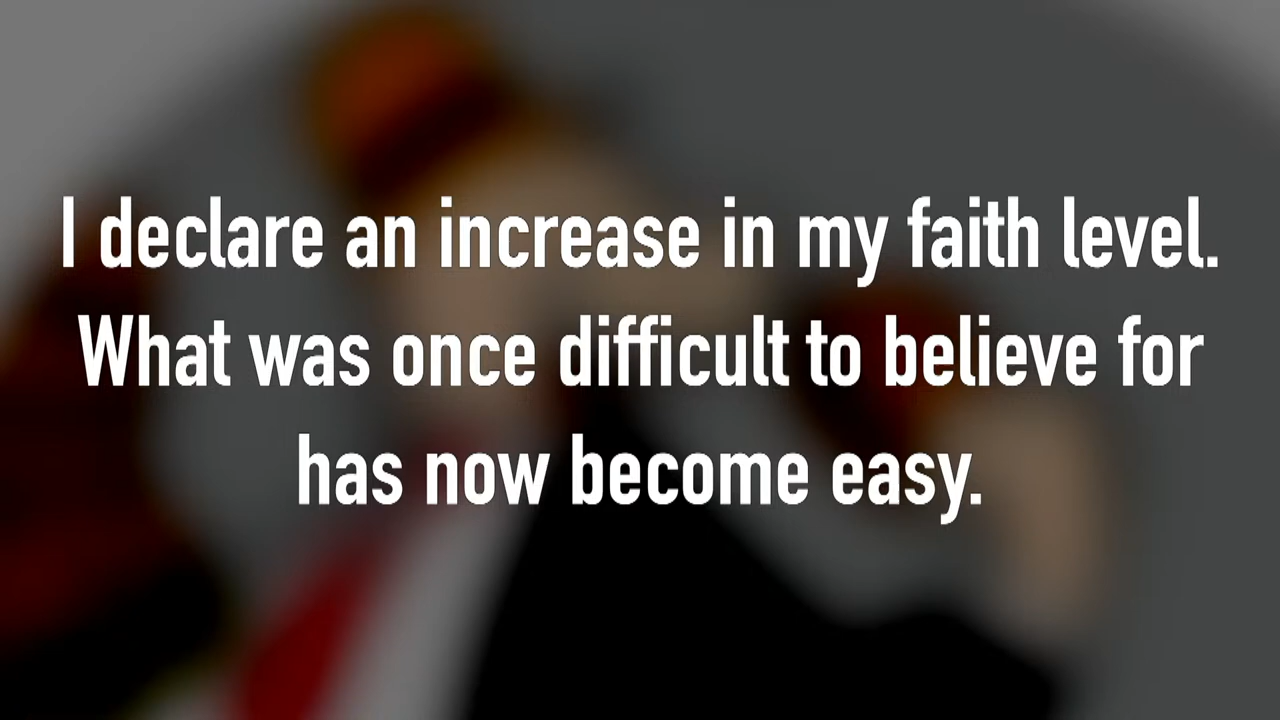 I declare an increase in my faith level.
What was once difficult to believe for
has now become easy.